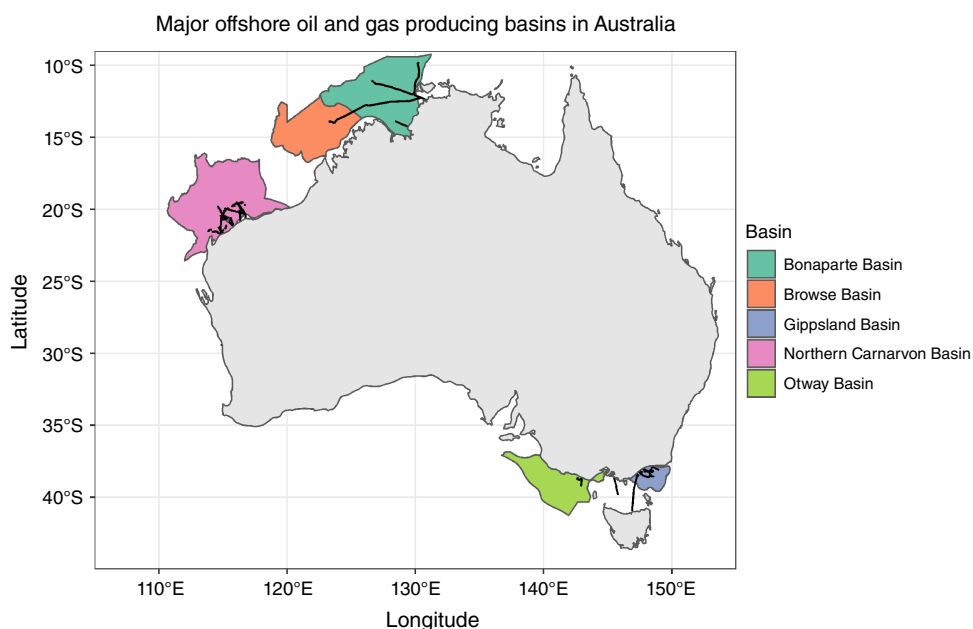 Major offshore oil and gas producing basins in Australia
10°S
15°S
20°S
25°S
30°S
35°S
40°S
Latitude
110°E
120°E
130°E
140°E
150°E
Longitude
Basin
Bonaparte Basin
Browse Basin
Gippsland Basin
Northern Carnarvon Basin
Otway Basin